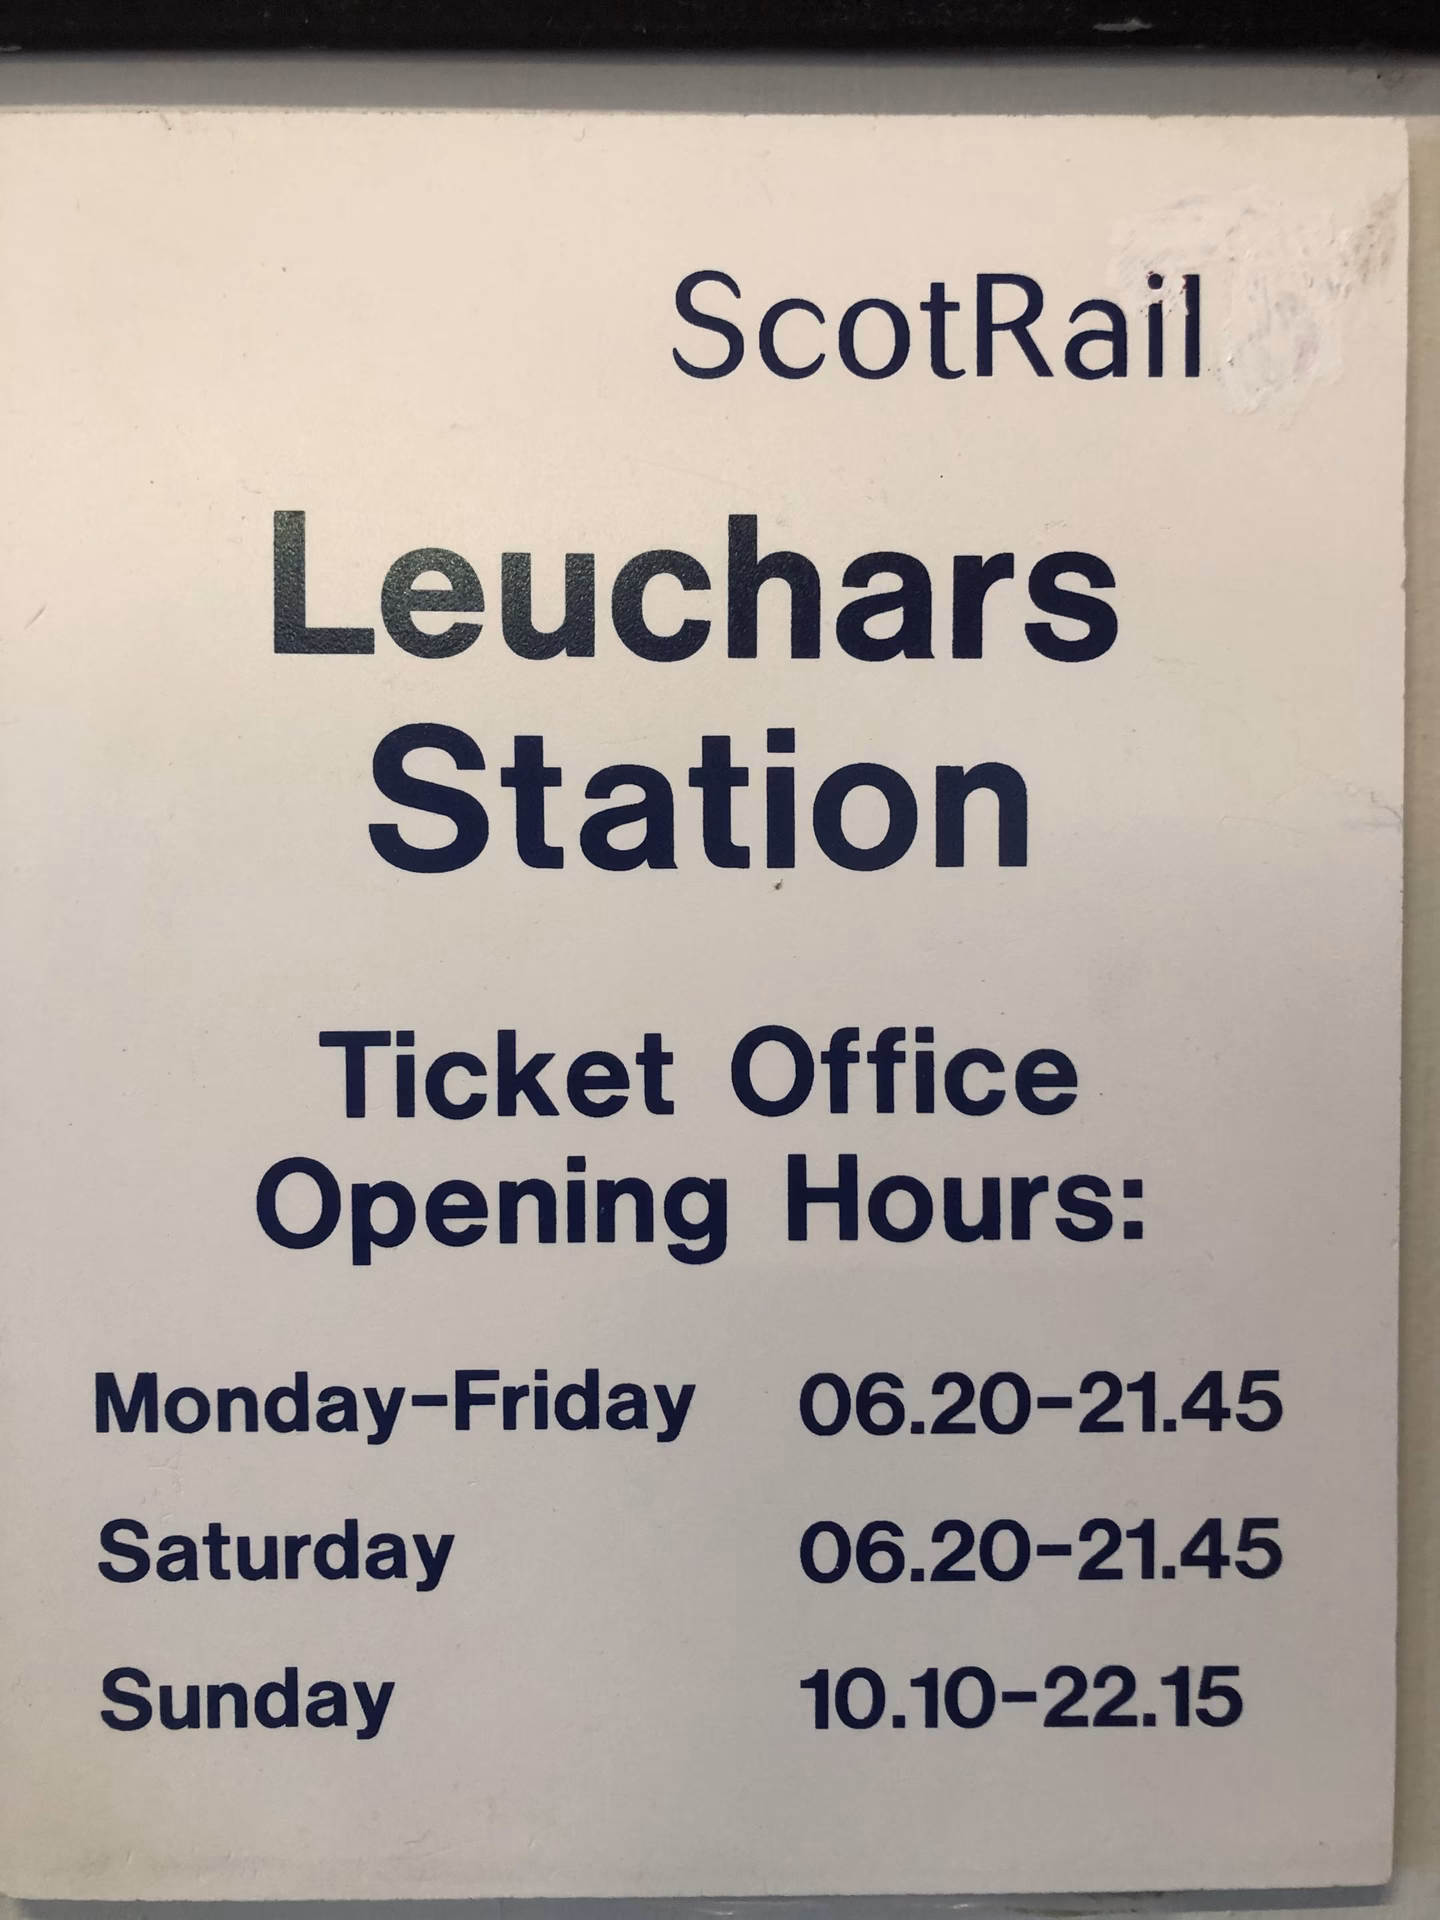 ScotRail
Leuchars
Station
Ticket Office
Opening Hours:
Monday-Friday 06.20-21.45
Saturday 06.20-21.45
Sunday 10.10-22.15